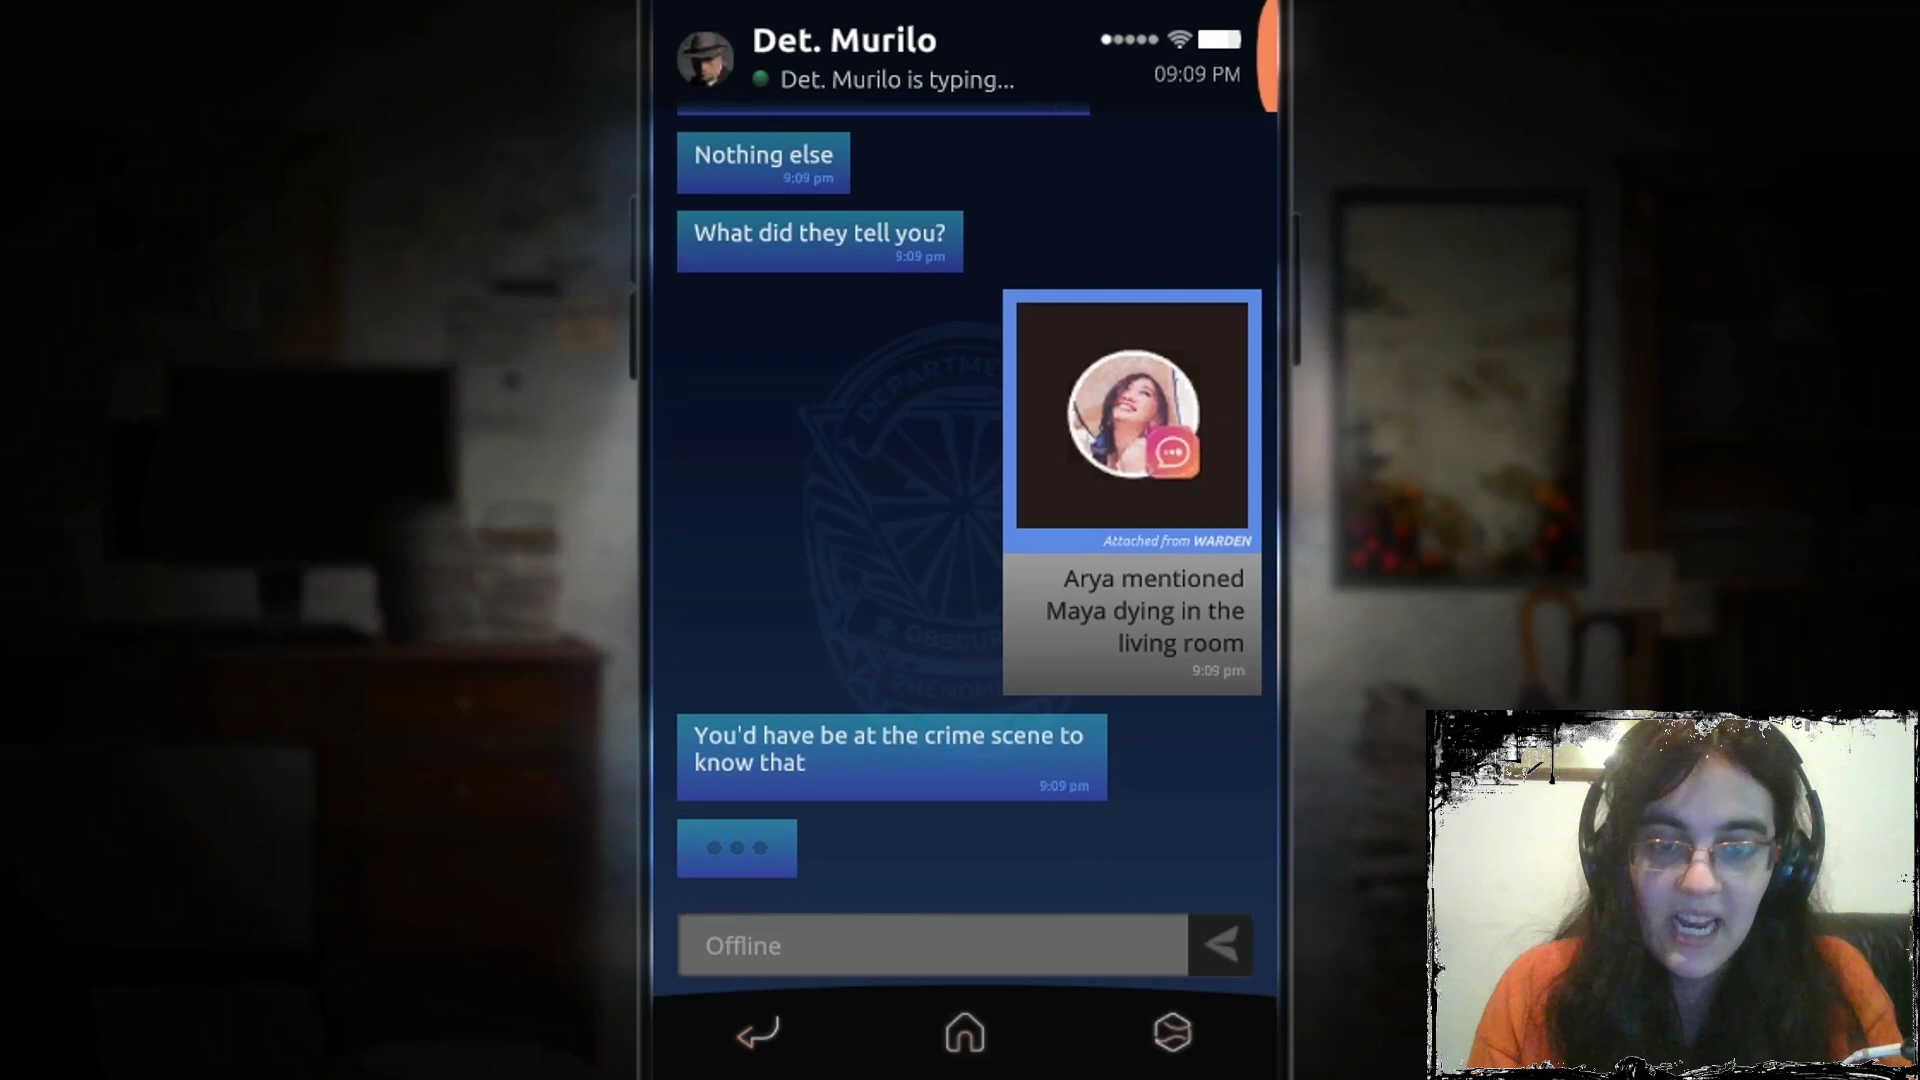 Det. Murilo
Det. Murilo is typing...
09:09 PM
Nothing else
9:09 pm
What did they tell you?
9:09 pm
Attached from WARDEN
Arya mentioned
Maya dying in the
living room
9:09 pm
You'd have be at the crime scene to
know that
9:09 pm
Offline